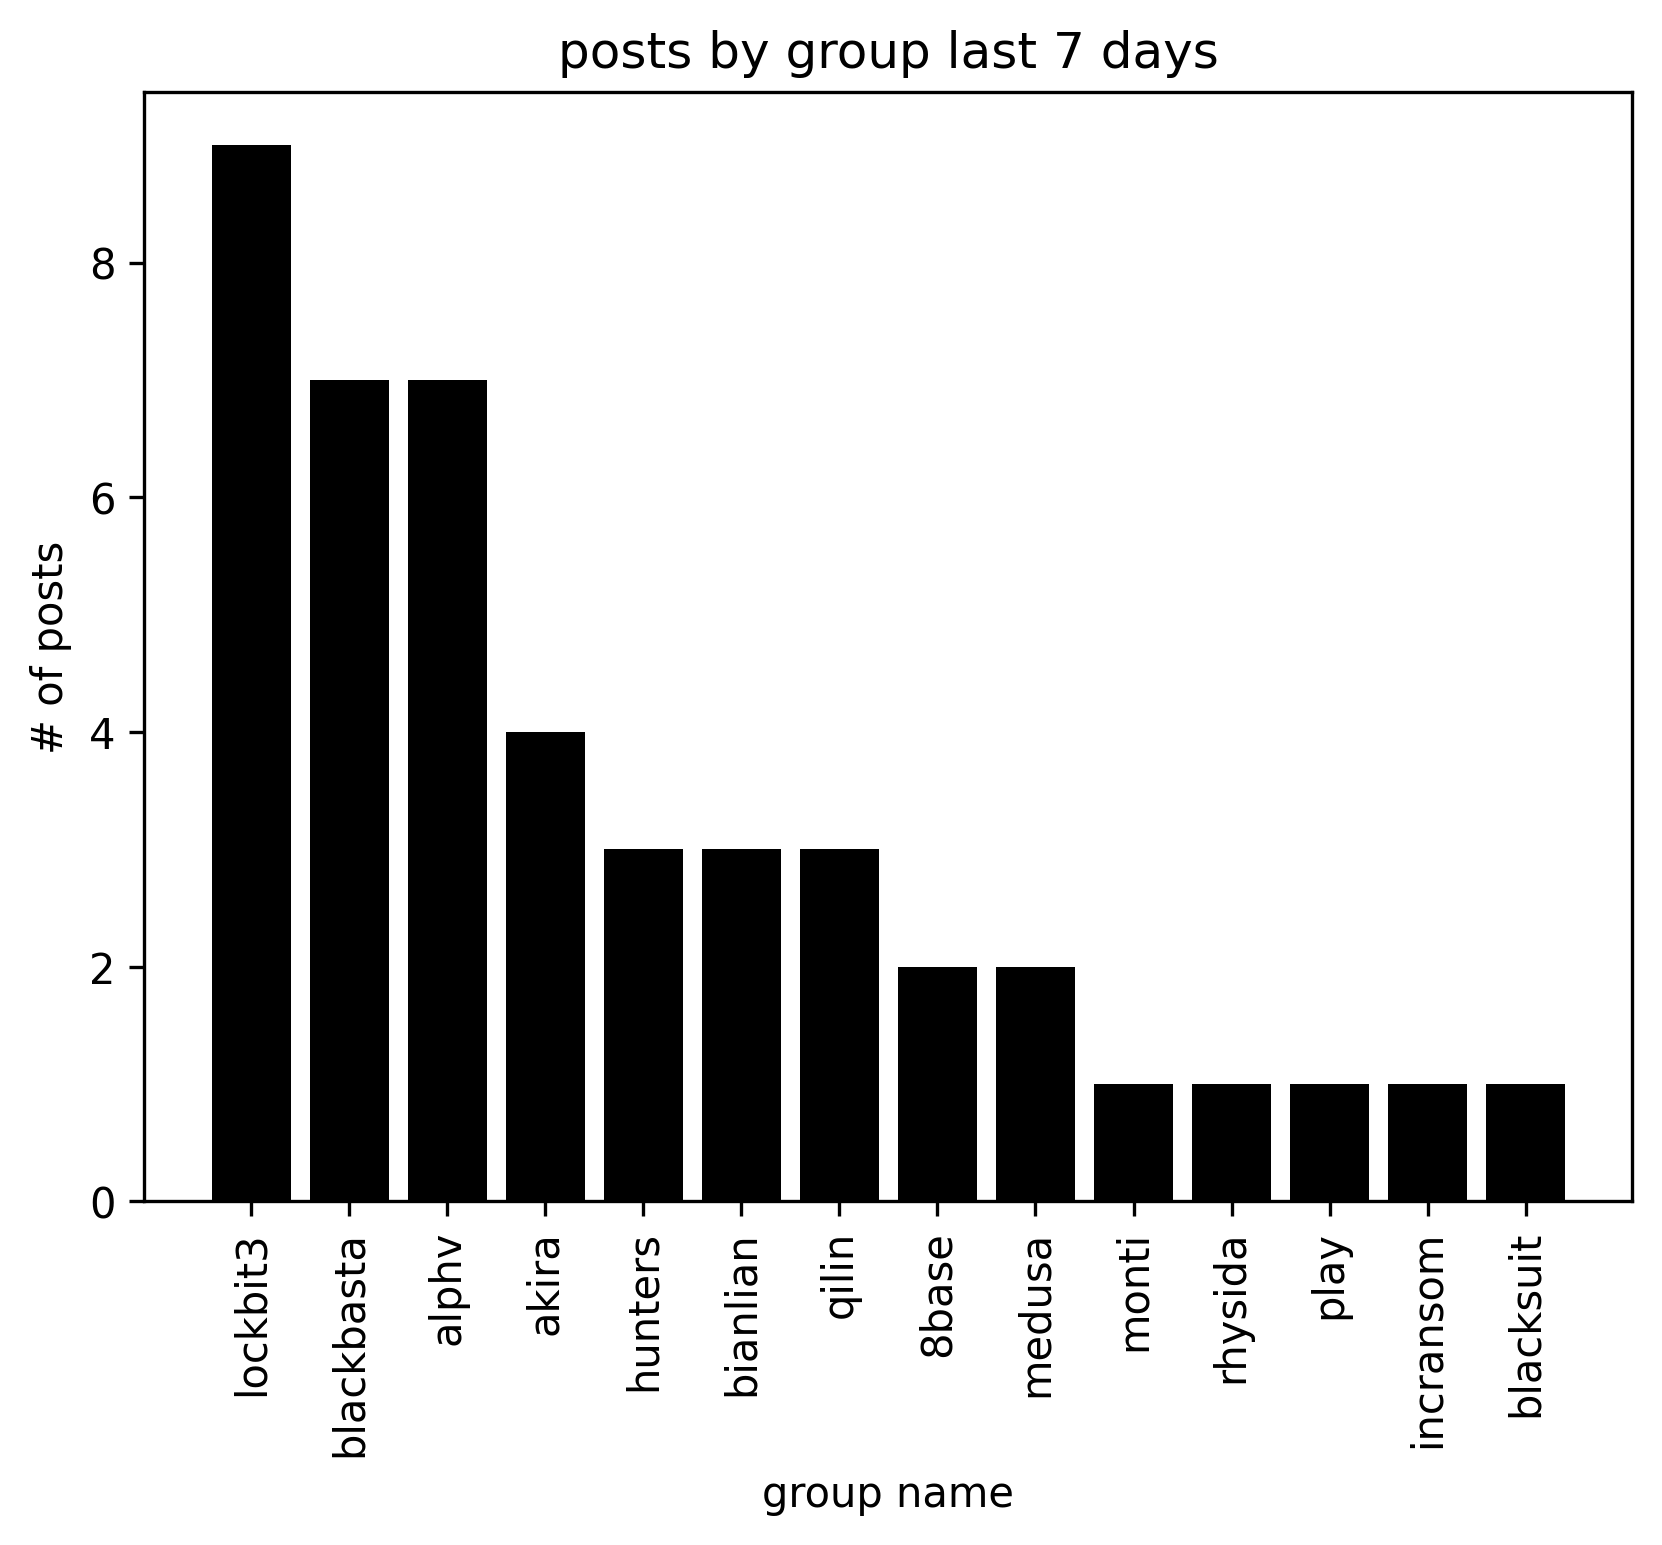 posts by group last 7 days
# of posts
8
6
4
2
0
lockbit3
blackbasta
alphv
akira
hunters
bianlian
qilin
8base
medusa
monti
rhysida
play
incransom
blacksuit
group name